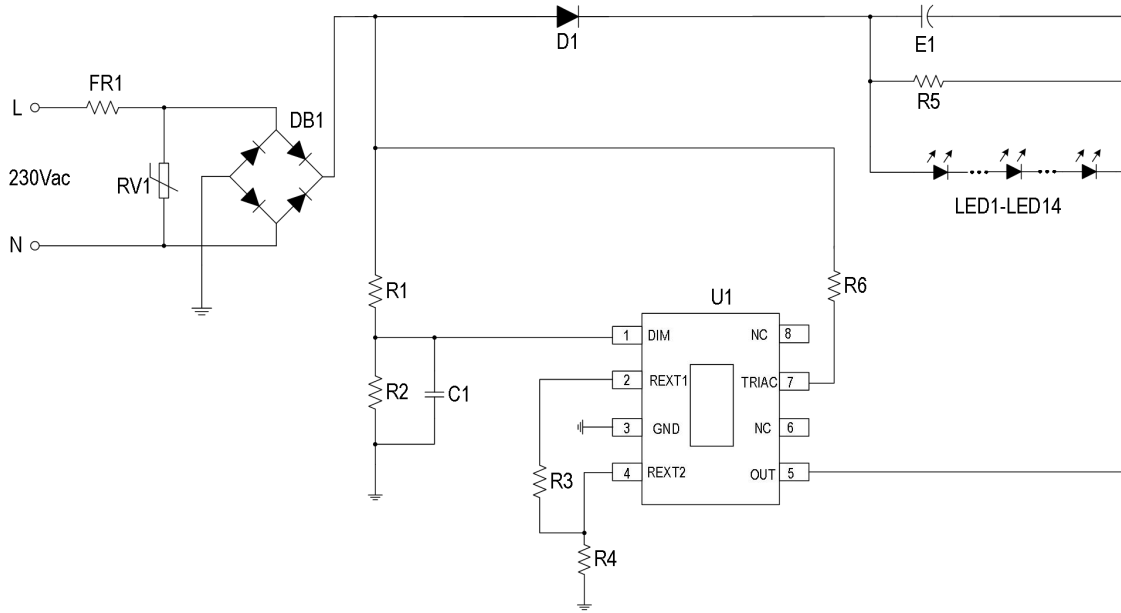 D1
E1
FR1
L
DB1
R5
230Vac
RV1
LED1-LED14
N
R1
U1
R6
1 DIM NC 8
R2
C1
2 REXT1 TRIAC 7
3 GND NC 6
4 REXT2 OUT 5
R3
R4